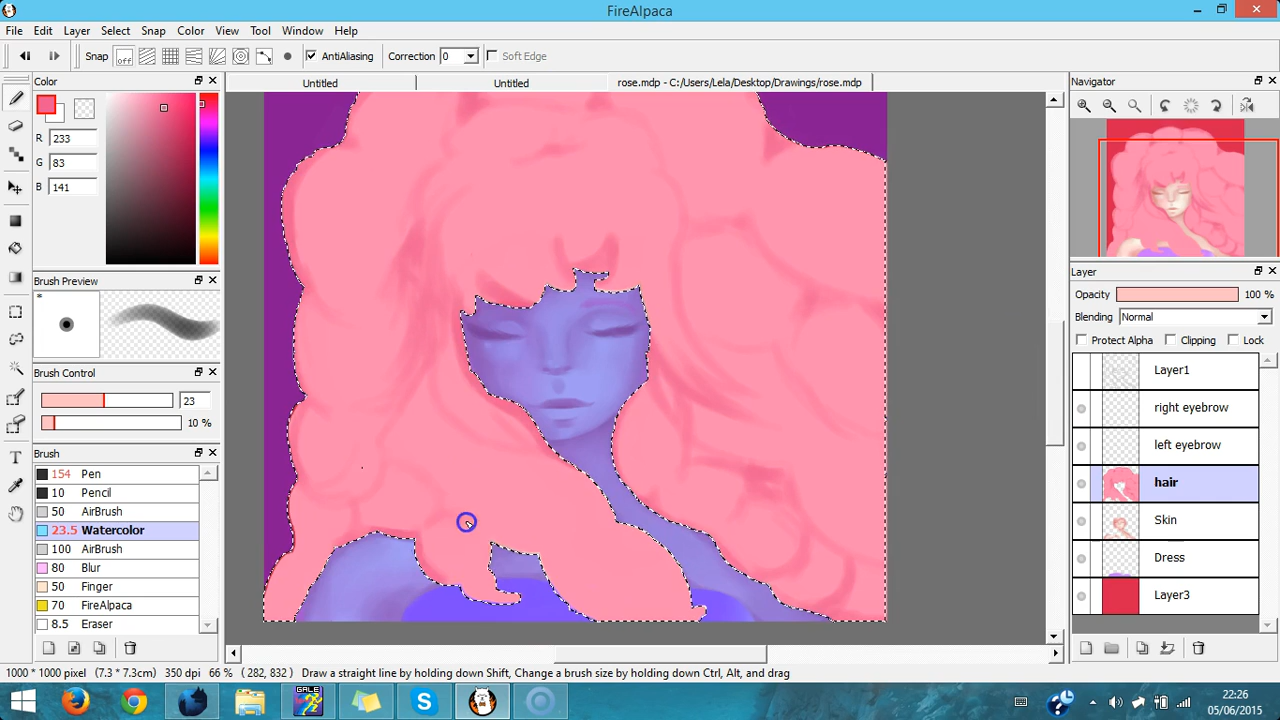 FireAlpaca
File Edit Layer Select Snap Color View Tool Window Help
Snap off AntiAliasing Correction 0 Soft Edge
Color
Untitled Untitled rose.mdp - C:/Users/Lela/Desktop/Drawings/rose.mdp
Navigator
R 233
G 83
B 141
Brush Preview
*
Layer
Opacity 100 %
Blending Normal
Protect Alpha Clipping Lock
Brush Control
23
10 %
Brush
154 Pen
10 Pencil
50 AirBrush
23.5 Watercolor
100 AirBrush
80 Blur
50 Finger
70 FireAlpaca
8.5 Eraser
Layer1
right eyebrow
left eyebrow
hair
Skin
Dress
Layer3
1000 * 1000 pixel (7.3 * 7.3cm) 350 dpi 66 % ( 282, 832 ) Draw a straight line by holding down Shift, Change a brush size by holding down Ctrl, Alt, and drag
GALE
22:26
05/06/2015